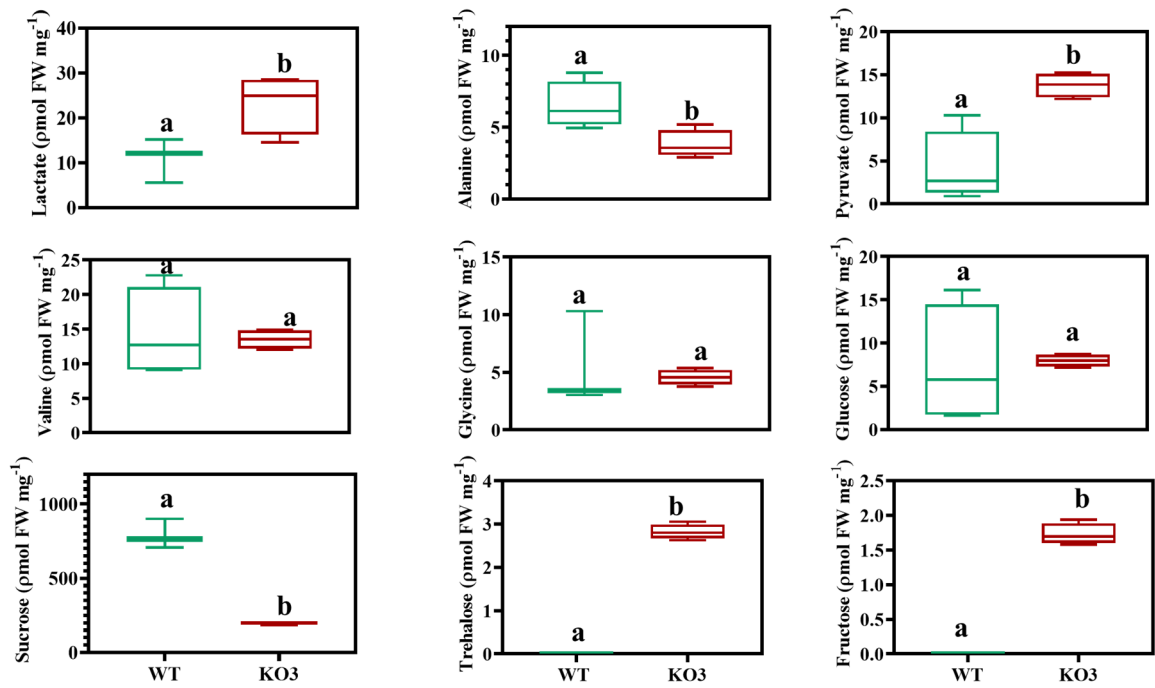 Lactate (ρmol FW mg-1)
40
30
20
10
0
a
b
Alanine (ρmol FW mg-1)
10
5
0
a
b
Pyruvate (ρmol FW mg-1)
20
15
10
5
0
a
b
Valine (ρmol FW mg-1)
25
20
15
10
5
0
a
a
Glycine (ρmol FW mg-1)
15
10
5
0
a
a
Glucose (ρmol FW mg-1)
20
15
10
5
0
a
a
Sucrose (ρmol FW mg-1)
1000
500
0
a
b
WT
KO3
Trehalose (ρmol FW mg-1)
4
3
2
1
0
a
b
WT
KO3
Fructose (ρmol FW mg-1)
2.5
2.0
1.5
1.0
0.5
0.0
a
b
WT
KO3